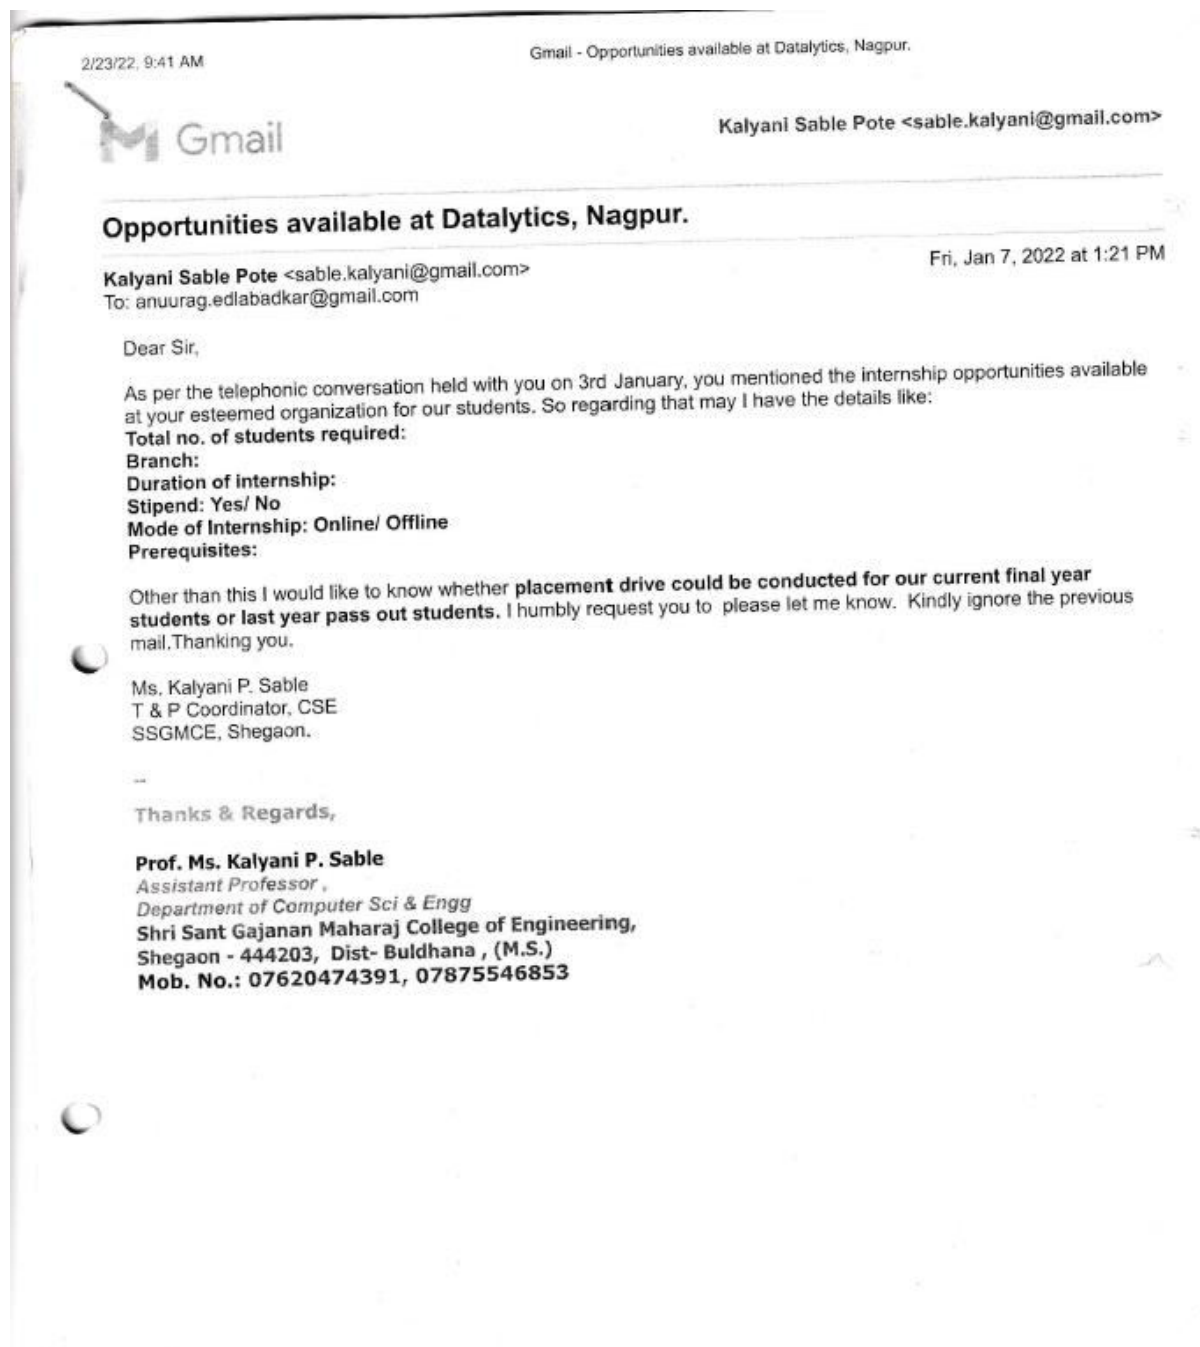 2/23/22, 9:41 AM
Gmail - Opportunities available at Datalytics, Nagpur.
Gmail
Kalyani Sable Pote <sable.kalyani@gmail.com>
Opportunities available at Datalytics, Nagpur.
Kalyani Sable Pote <sable.kalyani@gmail.com>
Fri, Jan 7, 2022 at 1:21 PM
To: anuurag.edlabadkar@gmail.com
Dear Sir,
As per the telephonic conversation held with you on 3rd January, you mentioned the internship opportunities available
at your esteemed organization for our students. So regarding that may I have the details like:
Total no. of students required:
Branch:
Duration of internship:
Stipend: Yes/ No
Mode of Internship: Online/ Offline
Prerequisites:
Other than this I would like to know whether placement drive could be conducted for our current final year
students or last year pass out students. I humbly request you to  please let me know.  Kindly ignore the previous
mail.Thanking you.
Ms. Kalyani P. Sable
T & P Coordinator, CSE
SSGMCE, Shegaon.
--
Thanks & Regards,
Prof. Ms. Kalyani P. Sable
Assistant Professor ,
Department of Computer Sci & Engg
Shri Sant Gajanan Maharaj College of Engineering,
Shegaon - 444203,  Dist- Buldhana , (M.S.)
Mob. No.: 07620474391, 07875546853